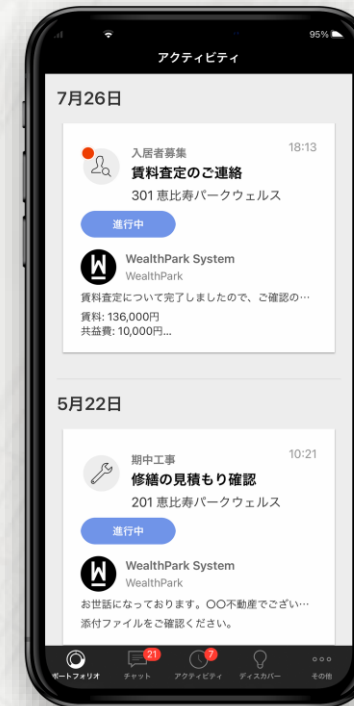 95%
アクティビティ
7月26日
入居者募集
18:13
賃料査定のご連絡
301 恵比寿パークウェルス
進行中
WealthPark System
WealthPark
賃料査定について完了しましたので、ご確認の…
賃料: 136,000円
共益費: 10,000円...
5月22日
期中工事
10:21
修繕の見積もり確認
201 恵比寿パークウェルス
進行中
WealthPark System
WealthPark
お世話になっております。〇〇不動産でござい…
添付ファイルをご確認ください。
21
7
ポートフォリオ
チャット
アクティビティ
ディスカバー
その他